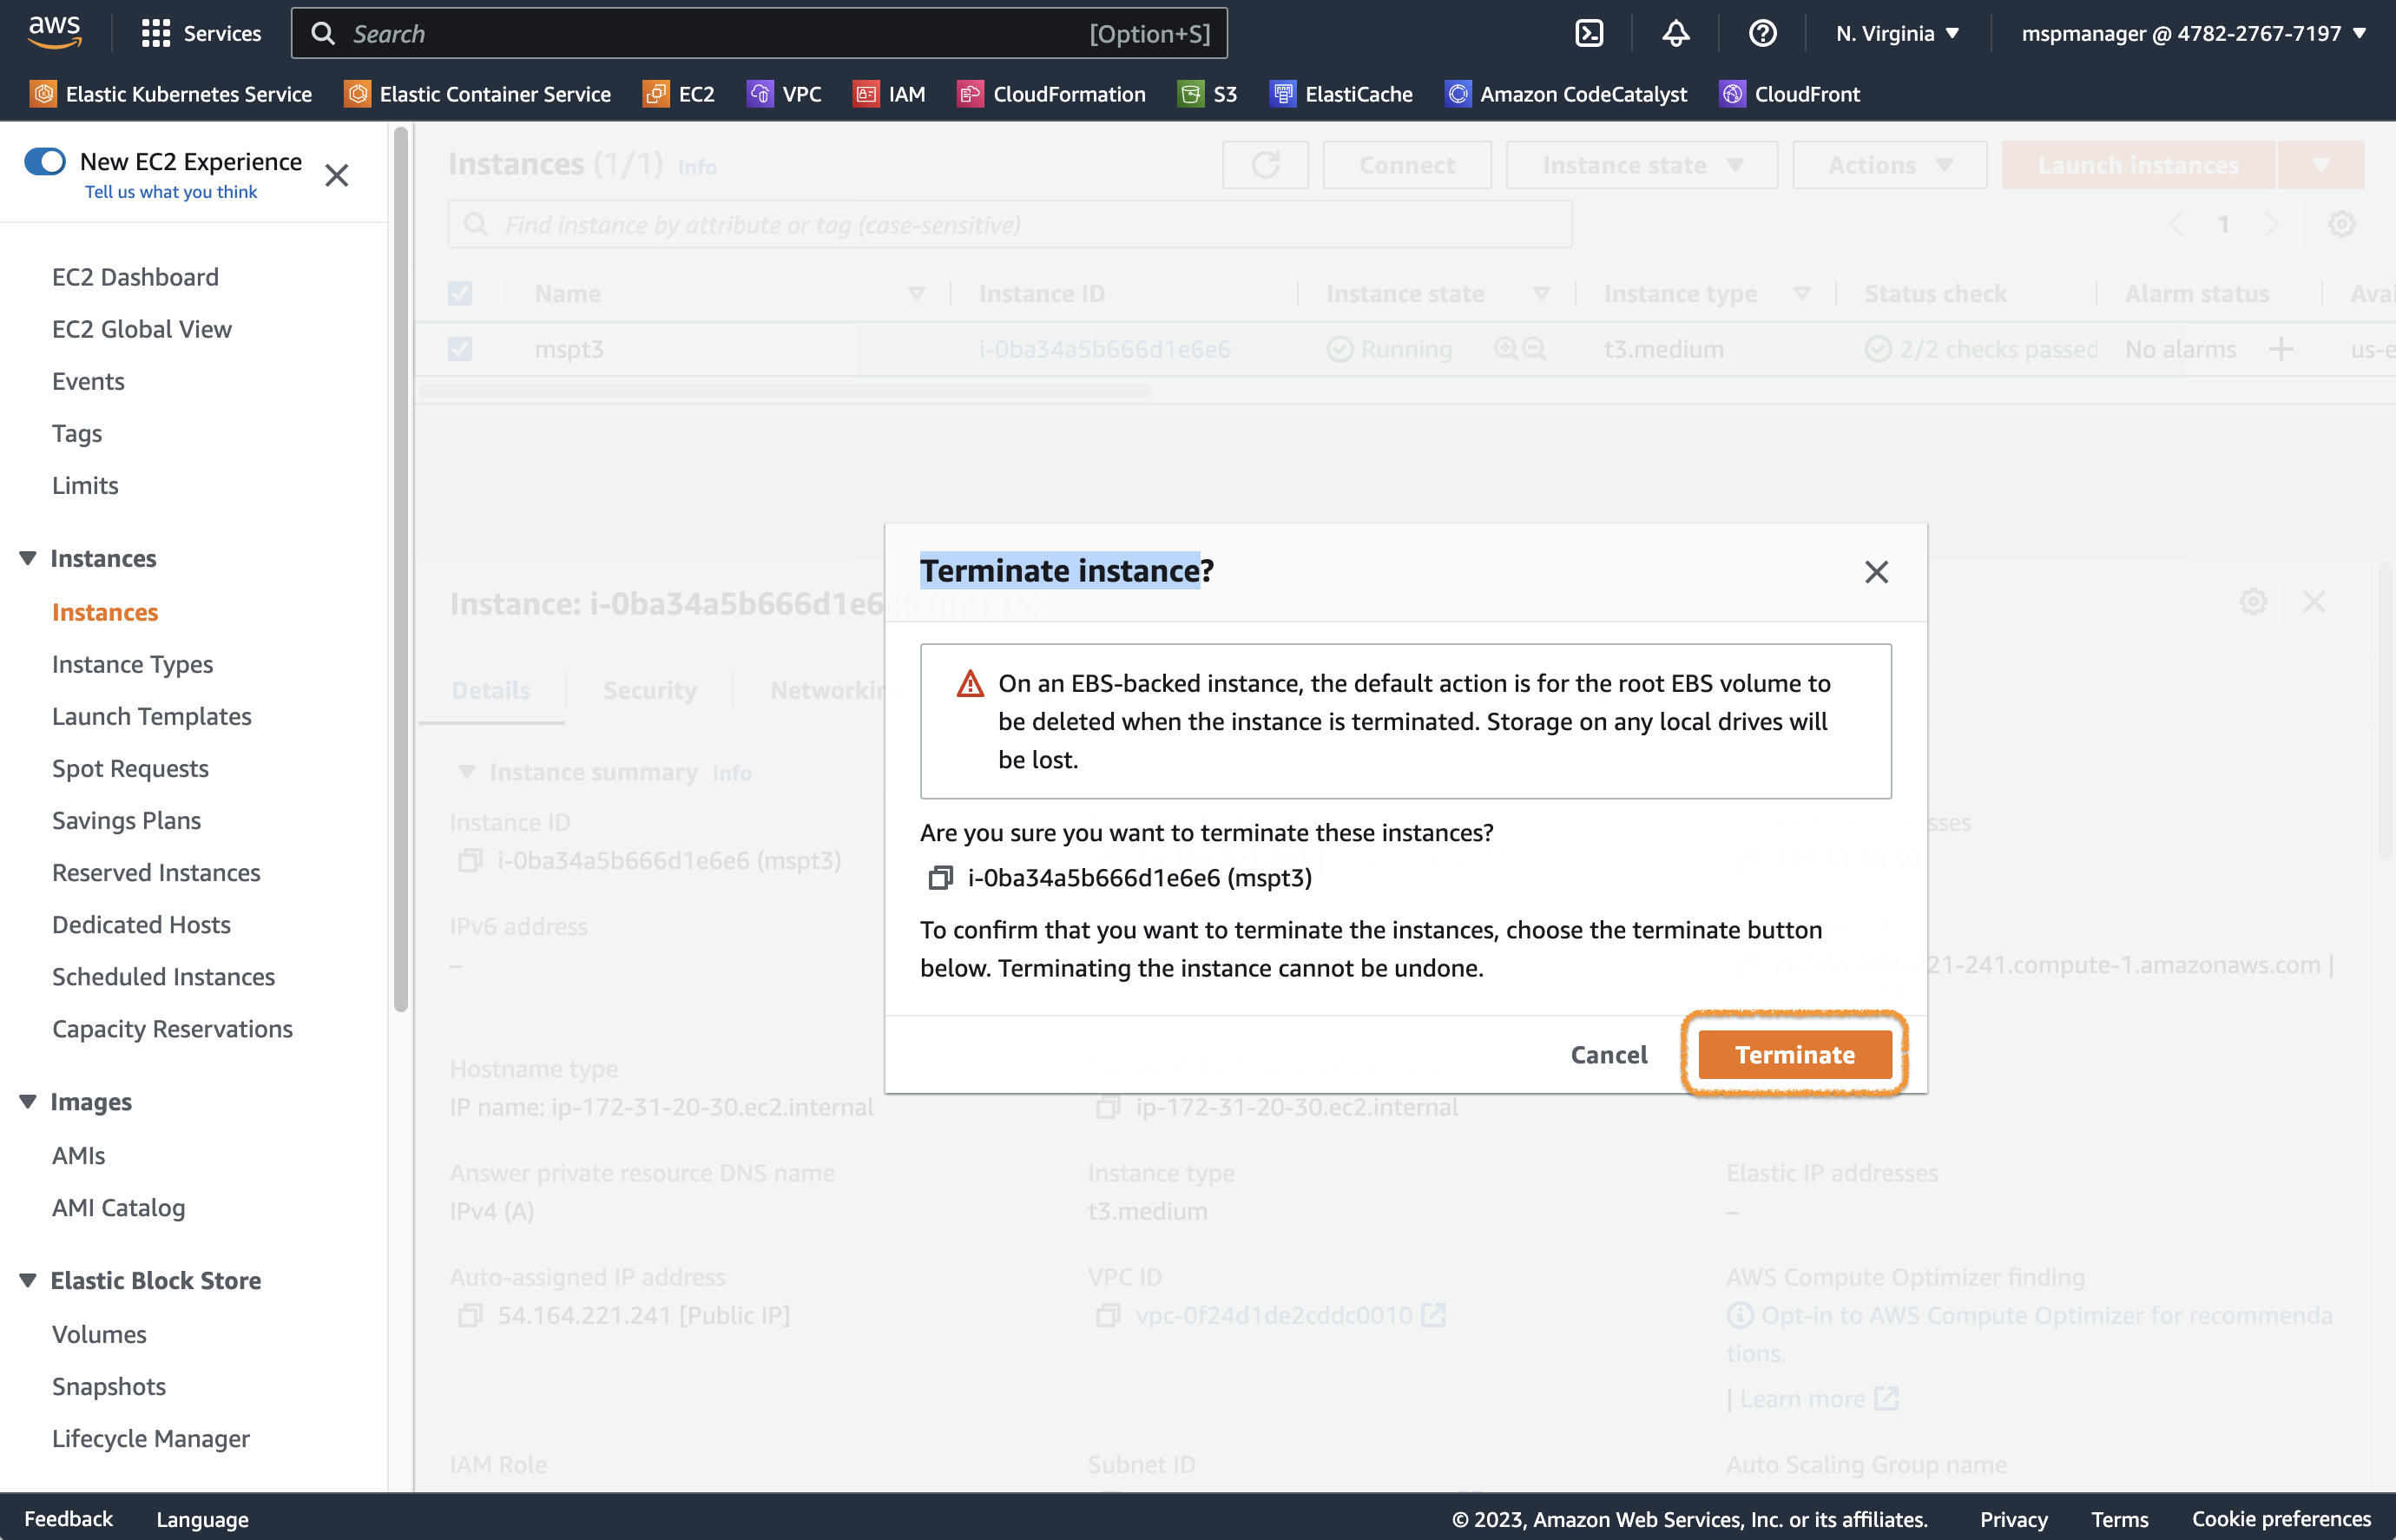 aws
Services
Search
[Option+S]
N. Virginia
mspmanager @ 4782-2767-7197
Elastic Kubernetes Service
Elastic Container Service
EC2
VPC
IAM
CloudFormation
S3
ElastiCache
Amazon CodeCatalyst
CloudFront
New EC2 Experience
Tell us what you think
EC2 Dashboard
EC2 Global View
Events
Tags
Limits
Instances
Instances
Instance Types
Launch Templates
Spot Requests
Savings Plans
Reserved Instances
Dedicated Hosts
Scheduled Instances
Capacity Reservations
Images
AMIs
AMI Catalog
Elastic Block Store
Volumes
Snapshots
Lifecycle Manager
Instances (1/1) Info
Connect
Instance state
Actions
Launch instances
Find instance by attribute or tag (case-sensitive)
1
Name
Instance ID
Instance state
Instance type
Status check
Alarm status
Avai
mspt3
i-0ba34a5b666d1e6e6
Running
t3.medium
2/2 checks passed
No alarms
us-e
Instance: i-0ba34a5b666d1e6e6 (mspt3)
Details
Security
Networkin
Instance summary Info
Instance ID
i-0ba34a5b666d1e6e6 (mspt3)
IPv6 address
–
Hostname type
IP name: ip-172-31-20-30.ec2.internal
Answer private resource DNS name
IPv4 (A)
Auto-assigned IP address
54.164.221.241 [Public IP]
IAM Role
Terminate instance?
On an EBS-backed instance, the default action is for the root EBS volume to
be deleted when the instance is terminated. Storage on any local drives will
be lost.
Are you sure you want to terminate these instances?
i-0ba34a5b666d1e6e6 (mspt3)
To confirm that you want to terminate the instances, choose the terminate button
below. Terminating the instance cannot be undone.
Cancel
Terminate
ip-172-31-20-30.ec2.internal
Instance type
t3.medium
VPC ID
vpc-0f24d1de2cddc0010
Subnet ID
sses
21-241.compute-1.amazonaws.com |
Elastic IP addresses
–
AWS Compute Optimizer finding
Opt-in to AWS Compute Optimizer for recommenda
tions.
| Learn more
Auto Scaling Group name
Feedback
Language
© 2023, Amazon Web Services, Inc. or its affiliates.
Privacy
Terms
Cookie preferences